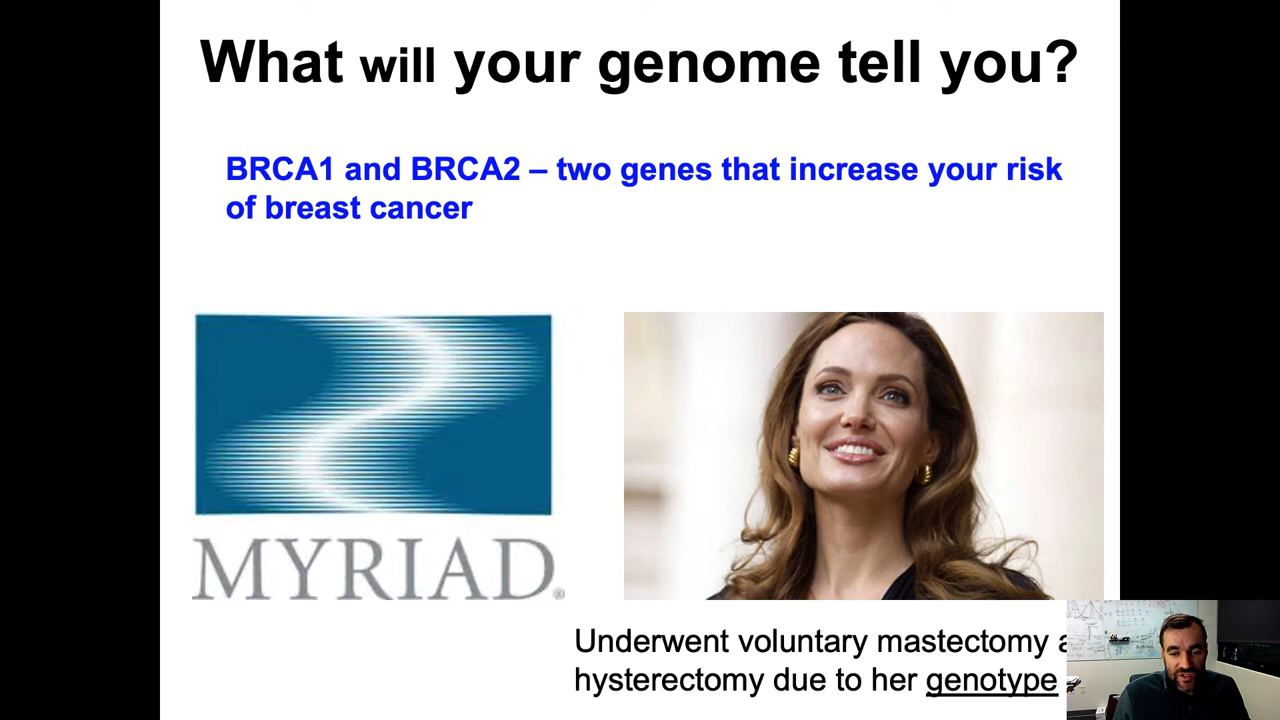 What will your genome tell you?
BRCA1 and BRCA2 – two genes that increase your risk
of breast cancer
MYRIAD®
Underwent voluntary mastectomy
hysterectomy due to her genotype